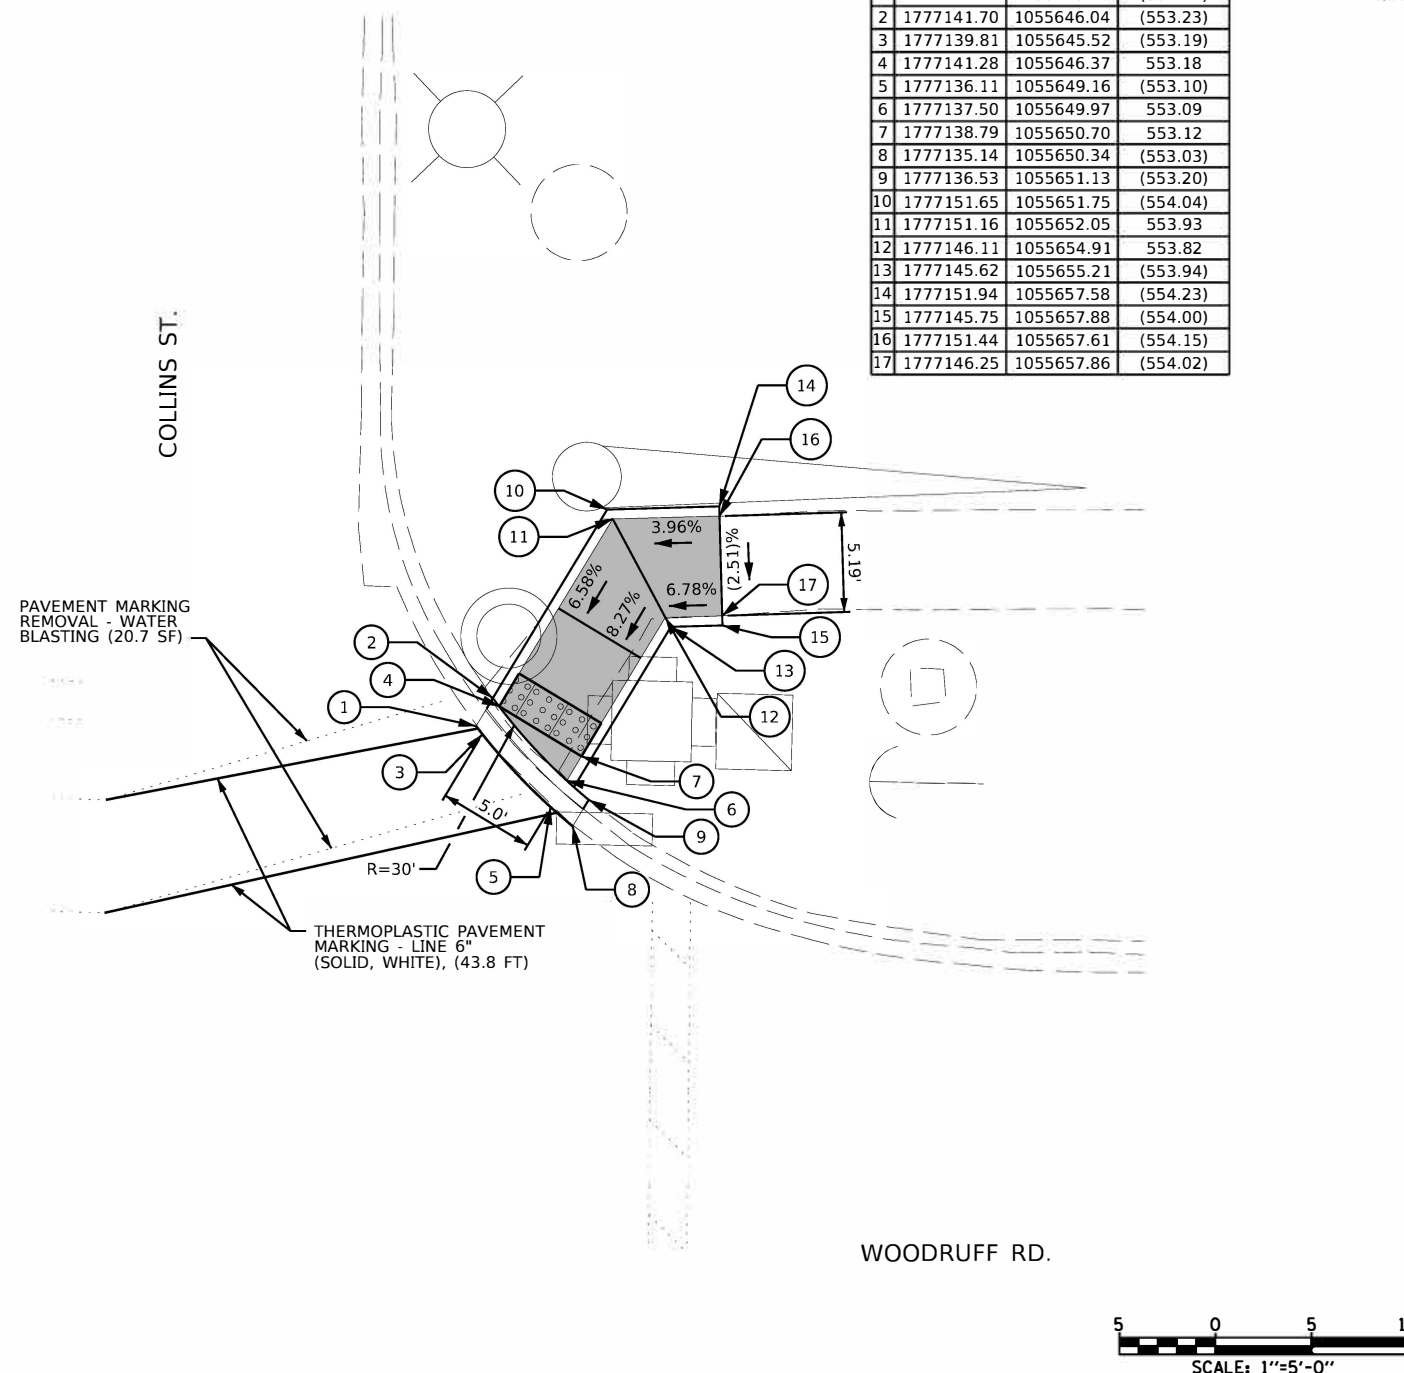 2 1777141.70 1055646.04 (553.23)
3 1777139.81 1055645.52 (553.19)
4 1777141.28 1055646.37 553.18
5 1777136.11 1055649.16 (553.10)
6 1777137.50 1055649.97 553.09
7 1777138.79 1055650.70 553.12
8 1777135.14 1055650.34 (553.03)
9 1777136.53 1055651.13 (553.20)
10 1777151.65 1055651.75 (554.04)
11 1777151.16 1055652.05 553.93
12 1777146.11 1055654.91 553.82
13 1777145.62 1055655.21 (553.94)
14 1777151.94 1055657.58 (554.23)
15 1777145.75 1055657.88 (554.00)
16 1777151.44 1055657.61 (554.15)
17 1777146.25 1055657.86 (554.02)
COLLINS ST.
14
16
10
11
3.96%
(2.51)%
5.19'
6.58%
6.78%
17
8.27%
15
PAVEMENT MARKING
REMOVAL - WATER
BLASTING (20.7 SF)
2
13
4
1
12
3
7
5.0'
6
9
R=30'
5
8
THERMOPLASTIC PAVEMENT
MARKING - LINE 6"
(SOLID, WHITE), (43.8 FT)
WOODRUFF RD.
5 0 5
SCALE: 1"=5'-0"